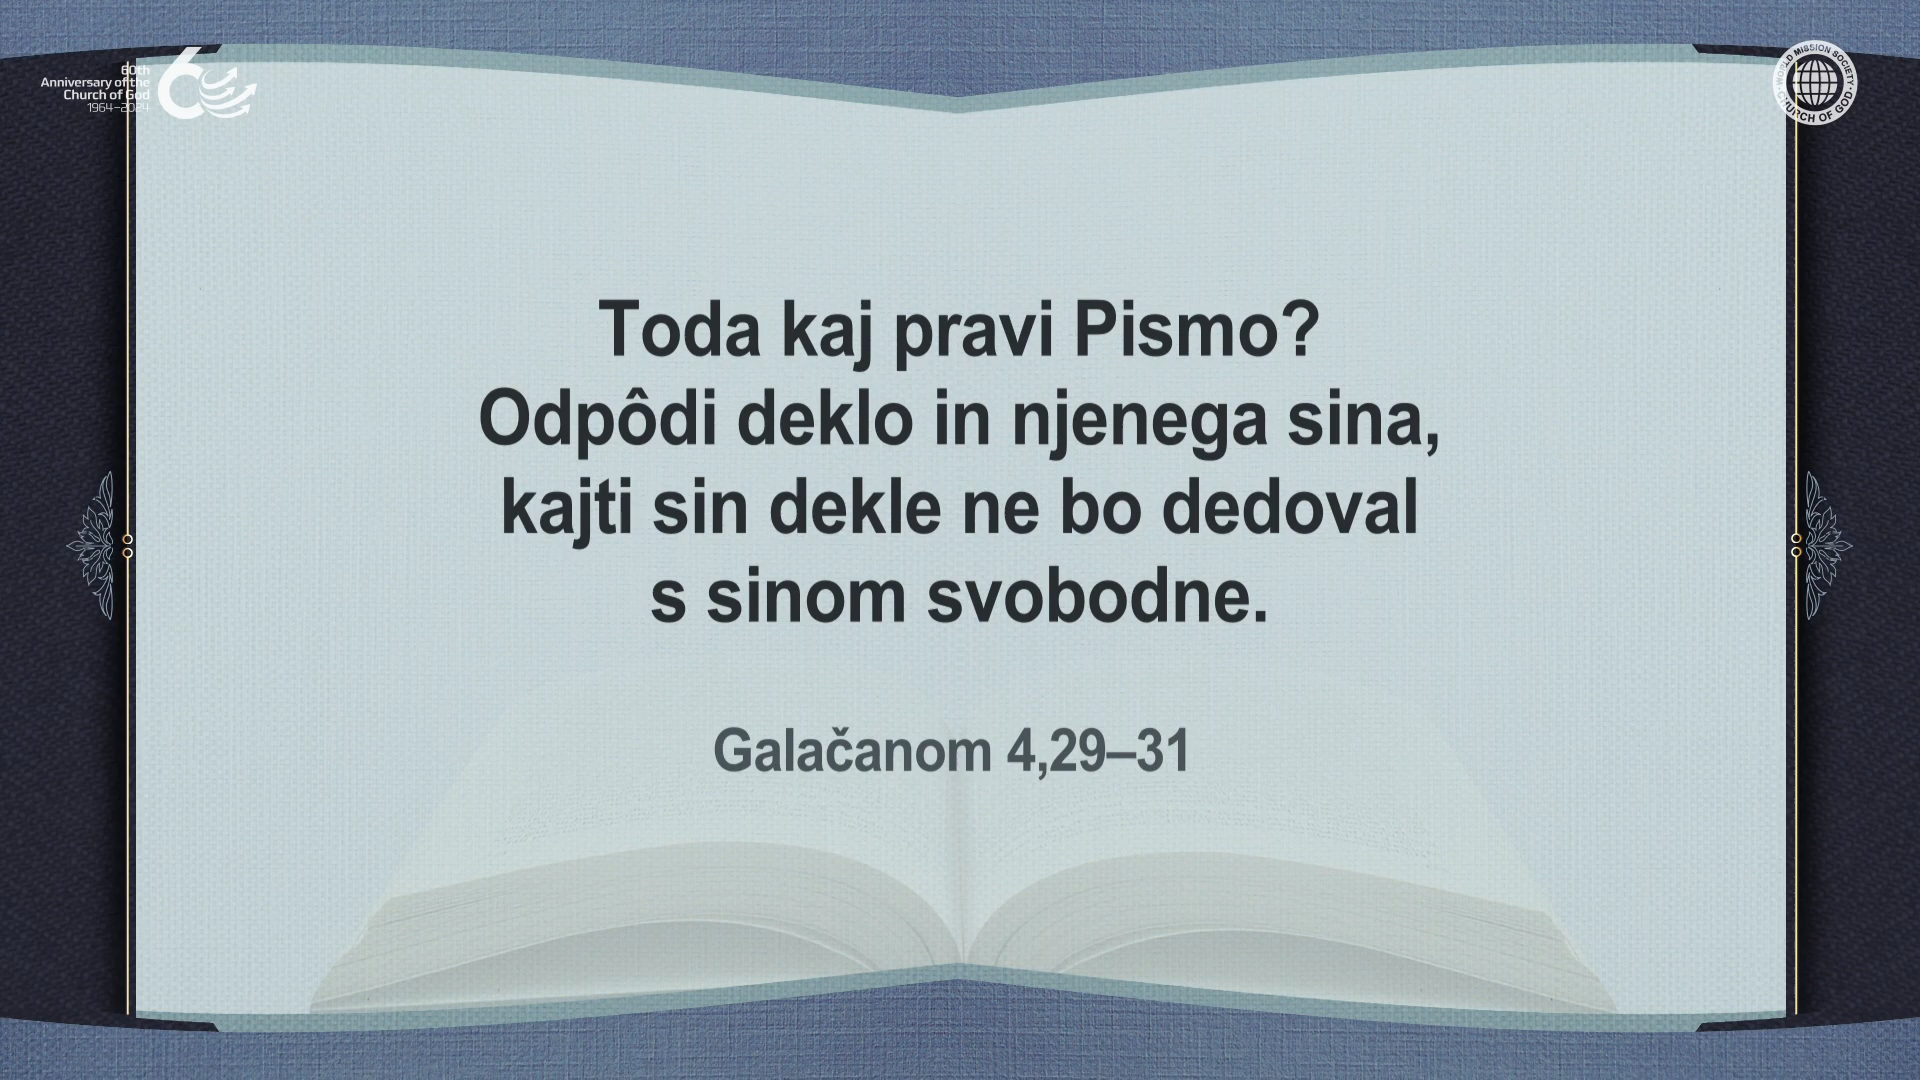 60th
Anniversary of the
Church of God
1964–2024
WORLD MISSION SOCIETY
CHURCH OF GOD
Toda kaj pravi Pismo?
Odpôdi deklo in njenega sina,
kajti sin dekle ne bo dedoval
s sinom svobodne.
Galačanom 4,29–31